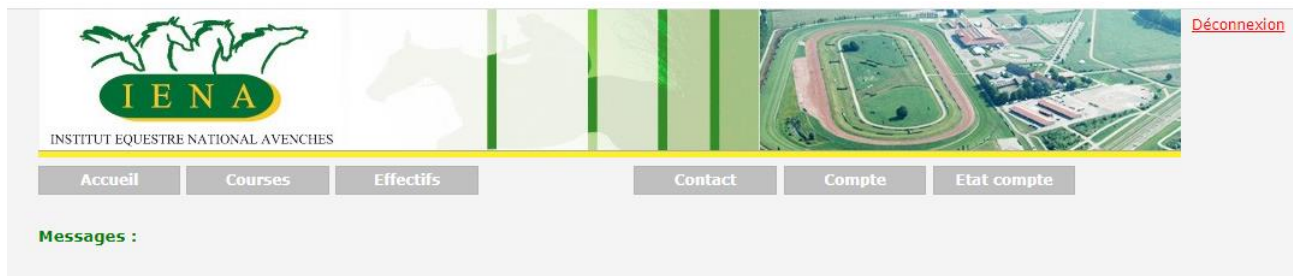 Déconnexion
IENA
INSTITUT EQUESTRE NATIONAL AVENCHES
Accueil Courses Effectifs Contact Compte Etat compte
Messages :